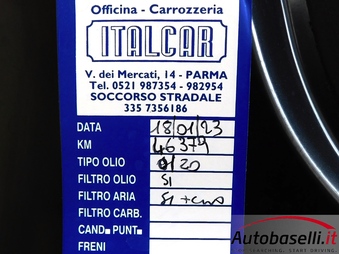 Officina - Carrozzeria
ITALCAR
V. dei Mercati, 14 - PARMA
Tel. 0521 987354 - 982954
SOCCORSO STRADALE
335 7356186
DATA 18/01/23
KM 46379
TIPO OLIO 0/20
FILTRO OLIO SI
FILTRO ARIA SI +
FILTRO CARB.
CAND■ PUNT■
FRENI
Autobaselli.it